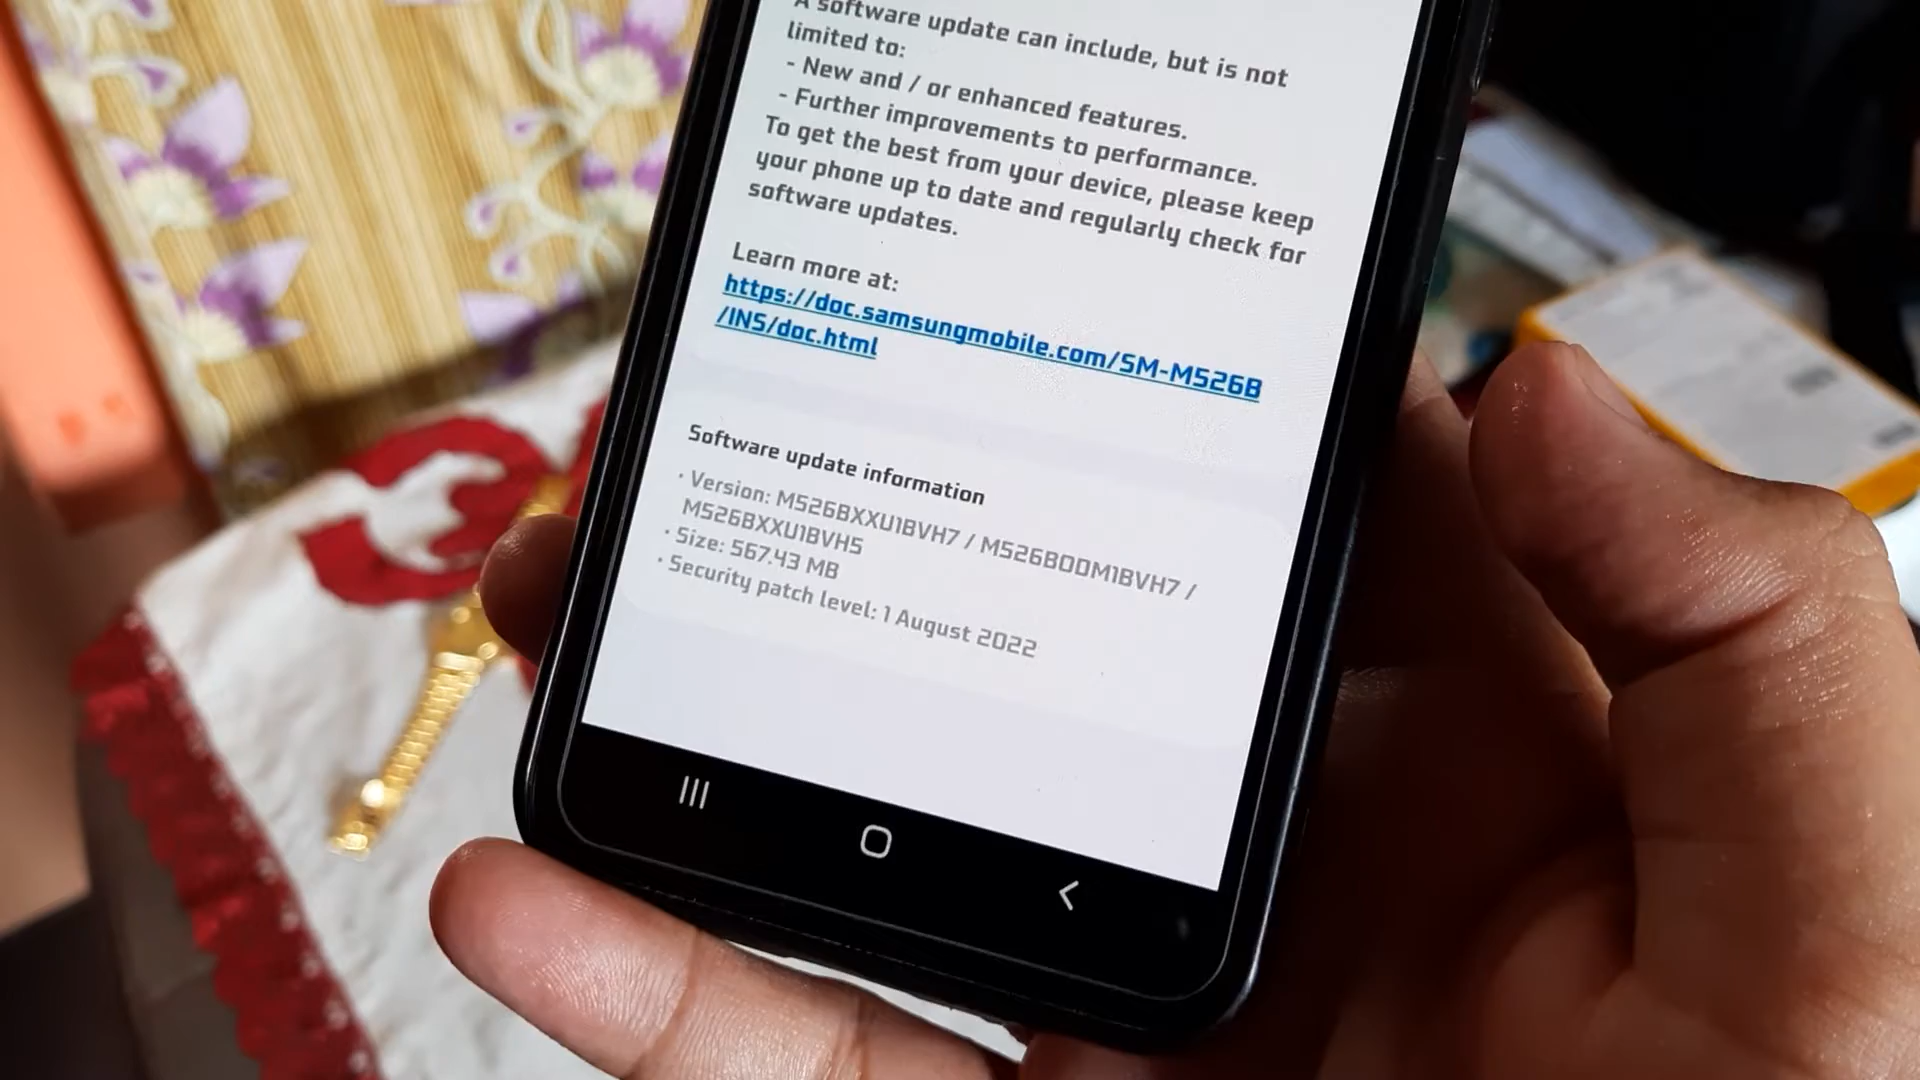 A software update can include, but is not
limited to:
- New and / or enhanced features.
- Further improvements to performance.
To get the best from your device, please keep
your phone up to date and regularly check for
software updates.
Learn more at:
https://doc.samsungmobile.com/SM-M526B
/INS/doc.html
Software update information
• Version: M526BXXU1BVH7 / M526BODM1BVH7 /
M526BXXU1BVH5
• Size: 567.43 MB
• Security patch level: 1 August 2022